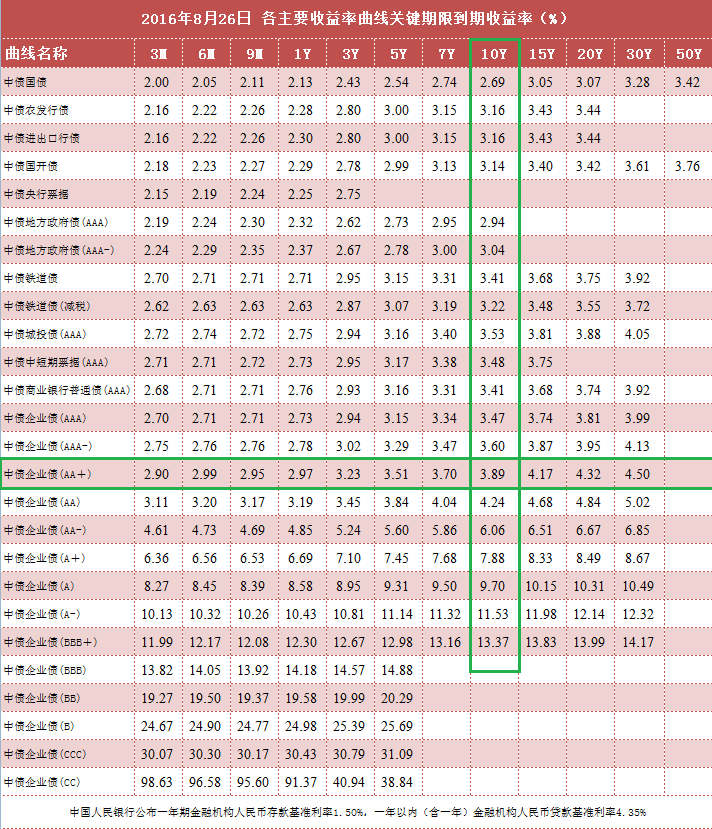 2016年8月26日 各主要收益率曲线关键期限到期收益率（%）
曲线名称 3M 6M 9M 1Y 3Y 5Y 7Y 10Y 15Y 20Y 30Y 50Y
中债国债 2.00 2.05 2.11 2.13 2.43 2.54 2.74 2.69 3.05 3.07 3.28 3.42
中债农发行债 2.16 2.22 2.26 2.28 2.80 3.00 3.15 3.16 3.43 3.44
中债进出口行债 2.16 2.22 2.26 2.30 2.80 3.00 3.15 3.16 3.43 3.44
中债国开债 2.18 2.23 2.27 2.29 2.78 2.99 3.13 3.14 3.40 3.42 3.61 3.76
中债央行票据 2.15 2.19 2.24 2.25 2.75
中债地方政府债(AAA) 2.19 2.24 2.30 2.32 2.62 2.73 2.95 2.94
中债地方政府债(AAA-) 2.24 2.29 2.35 2.37 2.67 2.78 3.00 3.04
中债铁道债 2.70 2.71 2.71 2.71 2.95 3.15 3.31 3.41 3.68 3.75 3.92
中债铁道债(减税) 2.62 2.63 2.63 2.63 2.87 3.07 3.19 3.22 3.48 3.55 3.72
中债城投债(AAA) 2.72 2.74 2.72 2.75 2.94 3.16 3.40 3.53 3.81 3.88 4.05
中债中短期票据(AAA) 2.71 2.71 2.72 2.73 2.95 3.17 3.38 3.48 3.75
中债商业银行普通债(AAA) 2.68 2.71 2.71 2.76 2.93 3.16 3.31 3.41 3.68 3.74 3.92
中债企业债(AAA) 2.70 2.71 2.71 2.73 2.94 3.15 3.34 3.47 3.74 3.81 3.99
中债企业债(AAA-) 2.75 2.76 2.76 2.78 3.02 3.29 3.47 3.60 3.87 3.95 4.13
中债企业债(AA＋) 2.90 2.99 2.95 2.97 3.23 3.51 3.70 3.89 4.17 4.32 4.50
中债企业债(AA) 3.11 3.20 3.17 3.19 3.45 3.84 4.04 4.24 4.68 4.84 5.02
中债企业债(AA-) 4.61 4.73 4.69 4.85 5.24 5.60 5.86 6.06 6.51 6.67 6.85
中债企业债(A＋) 6.36 6.56 6.53 6.69 7.10 7.45 7.68 7.88 8.33 8.49 8.67
中债企业债(A) 8.27 8.45 8.39 8.58 8.95 9.31 9.50 9.70 10.15 10.31 10.49
中债企业债(A-) 10.13 10.32 10.26 10.43 10.81 11.14 11.32 11.53 11.98 12.14 12.32
中债企业债(BBB＋) 11.99 12.17 12.08 12.30 12.67 12.98 13.16 13.37 13.83 13.99 14.17
中债企业债(BBB) 13.82 14.05 13.92 14.18 14.57 14.88
中债企业债(BB) 19.27 19.50 19.37 19.58 19.99 20.29
中债企业债(B) 24.67 24.90 24.77 24.98 25.39 25.69
中债企业债(CCC) 30.07 30.30 30.17 30.43 30.79 31.09
中债企业债(CC) 98.63 96.58 95.60 91.37 40.94 38.84
中国人民银行公布一年期金融机构人民币存款基准利率1.50%，一年以内（含一年）金融机构人民币贷款基准利率4.35%